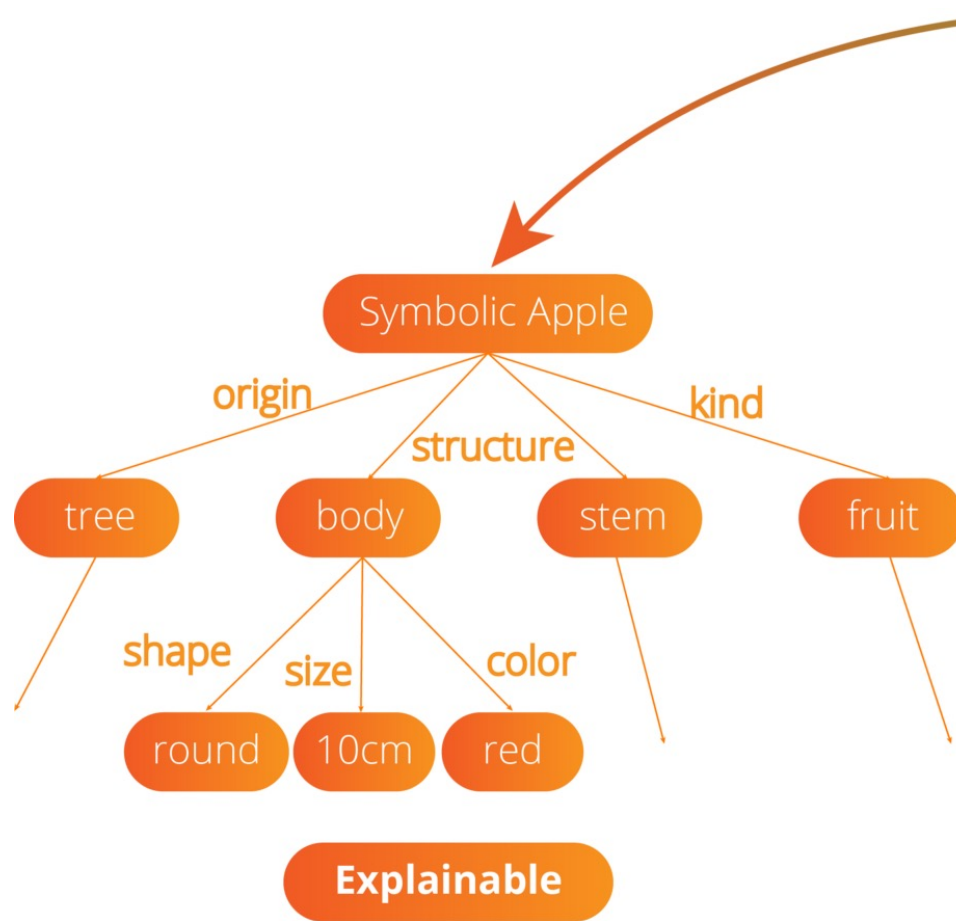 Symbolic Apple
origin
kind
structure
tree
body
stem
fruit
shape
size
color
round
10cm
red
Explainable